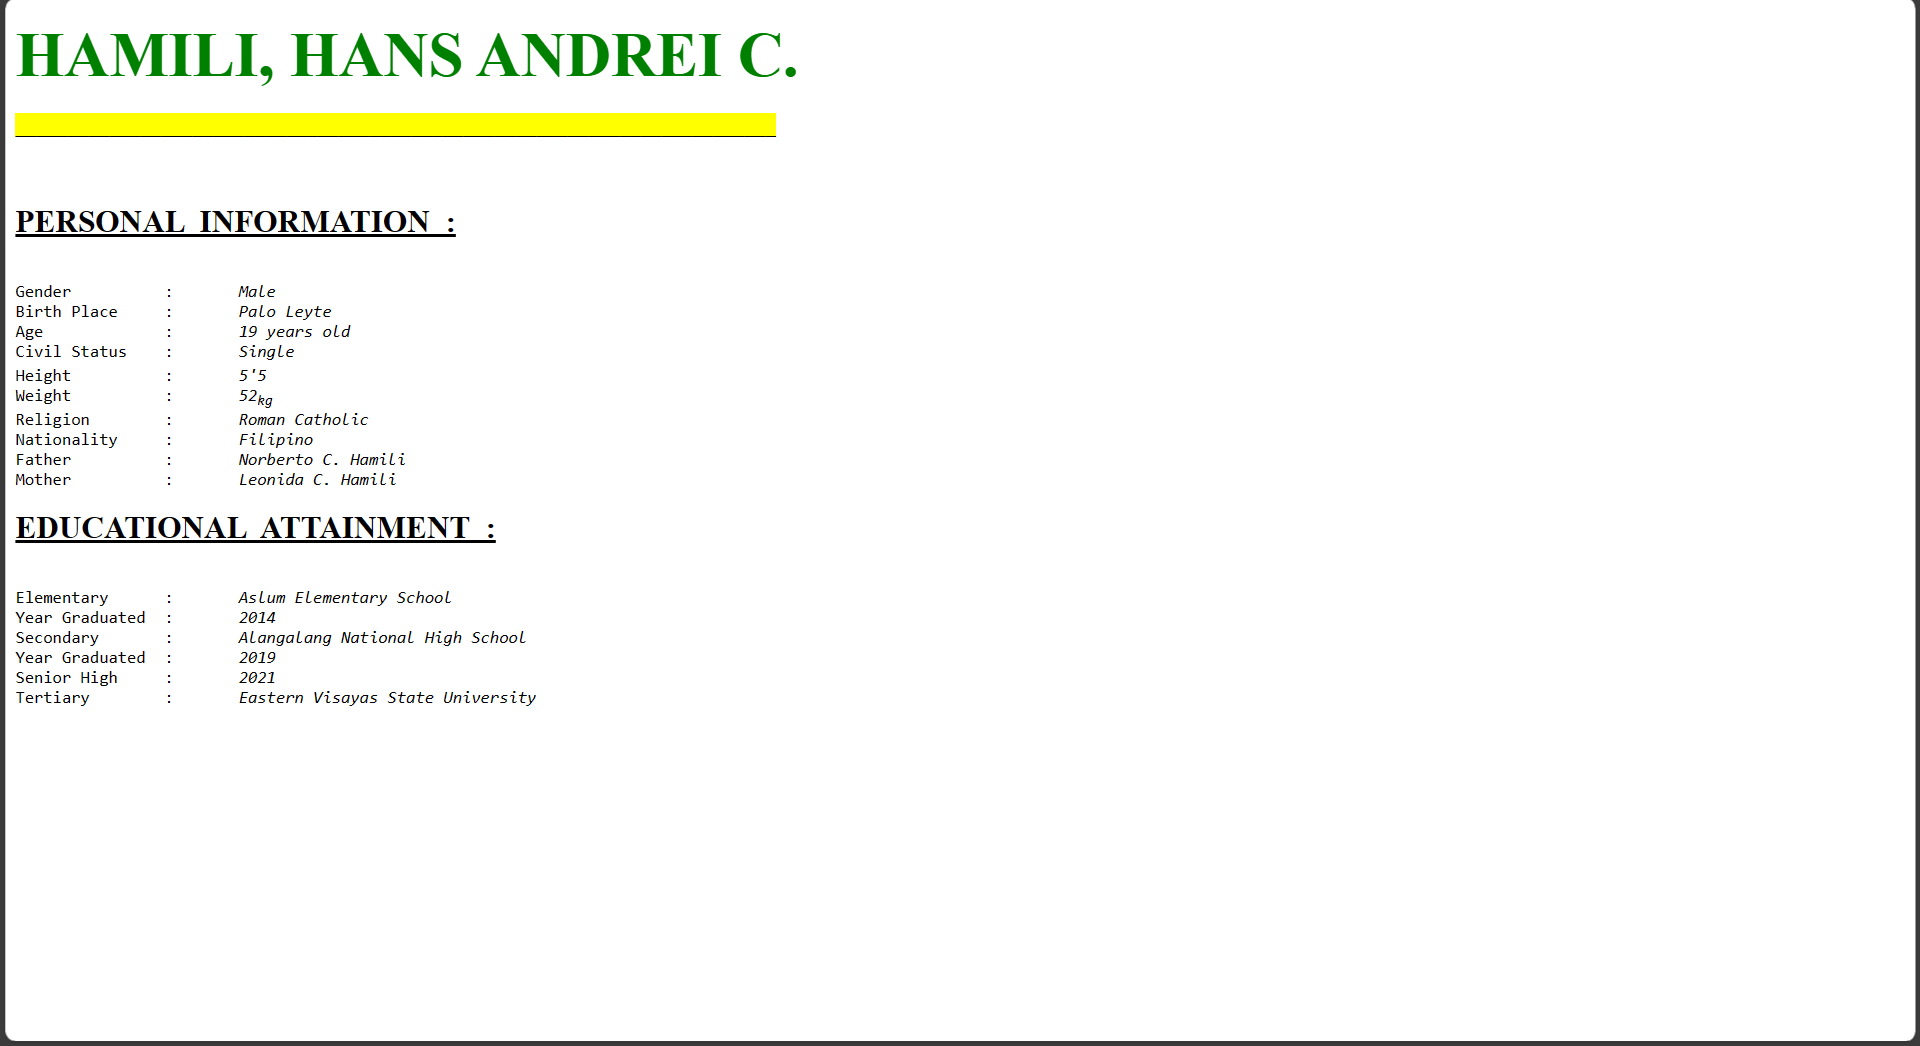 HAMILI, HANS ANDREI C.
PERSONAL INFORMATION :
Gender : Male
Birth Place : Palo Leyte
Age : 19 years old
Civil Status : Single
Height : 5'5
Weight : 52kg
Religion : Roman Catholic
Nationality : Filipino
Father : Norberto C. Hamili
Mother : Leonida C. Hamili
EDUCATIONAL ATTAINMENT :
Elementary : Aslum Elementary School
Year Graduated : 2014
Secondary : Alangalang National High School
Year Graduated : 2019
Senior High : 2021
Tertiary : Eastern Visayas State University